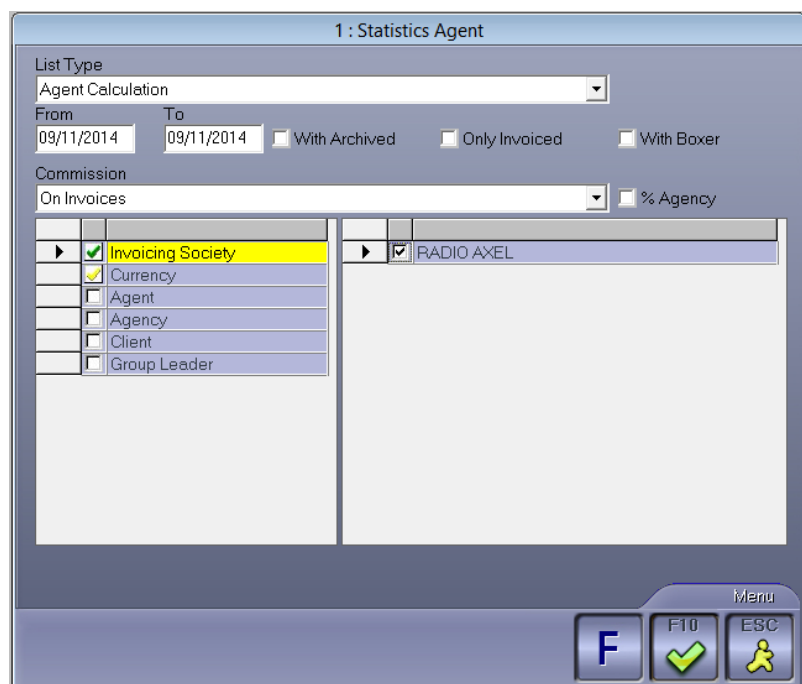 1 : Statistics Agent
List Type
Agent Calculation
From To
09/11/2014 09/11/2014 With Archived Only Invoiced With Boxer
Commission
On Invoices % Agency
Invoicing Society RADIO AXEL
Currency
Agent
Agency
Client
Group Leader
Menu
F F10 ESC